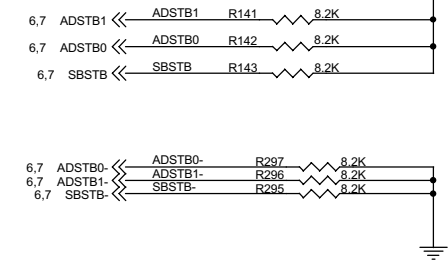 6,7 ADSTB1 ADSTB1 R141 8.2K
6,7 ADSTB0 ADSTB0 R142 8.2K
6,7 SBSTB SBSTB R143 8.2K
6,7 ADSTB0- ADSTB0- R297 8.2K
6,7 ADSTB1- ADSTB1- R296 8.2K
6,7 SBSTB- SBSTB- R295 8.2K